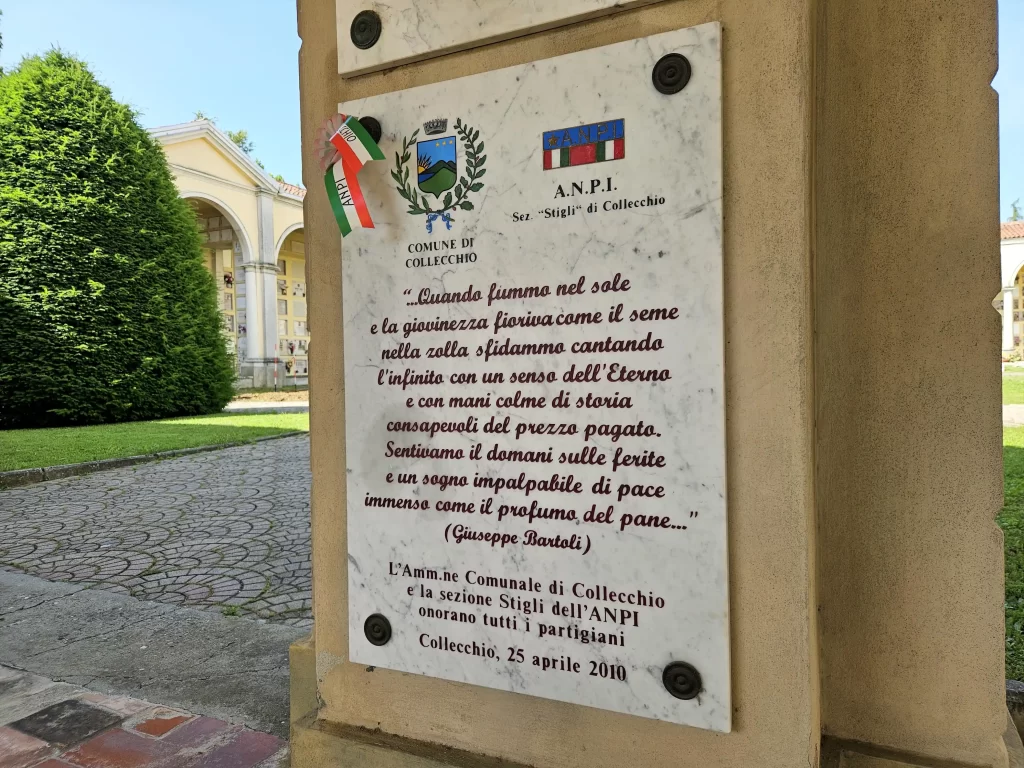 CHIO
ANPI
COMUNE DI
COLLECCHIO
A.N.P.I.
A.N.P.I.
Sez. "Stigli" di Collecchio
"...Quando fummo nel sole
e la giovinezza fioriva come il seme
nella zolla sfidammo cantando
l'infinito con un senso dell'Eterno
e con mani colme di storia
consapevoli del prezzo pagato.
Sentivamo il domani sulle ferite
e un sogno impalpabile di pace
immenso come il profumo del pane..."
(Giuseppe Bartoli)
L'Amm.ne Comunale di Collecchio
e la sezione Stigli dell'ANPI
onorano tutti i partigiani
Collecchio, 25 aprile 2010